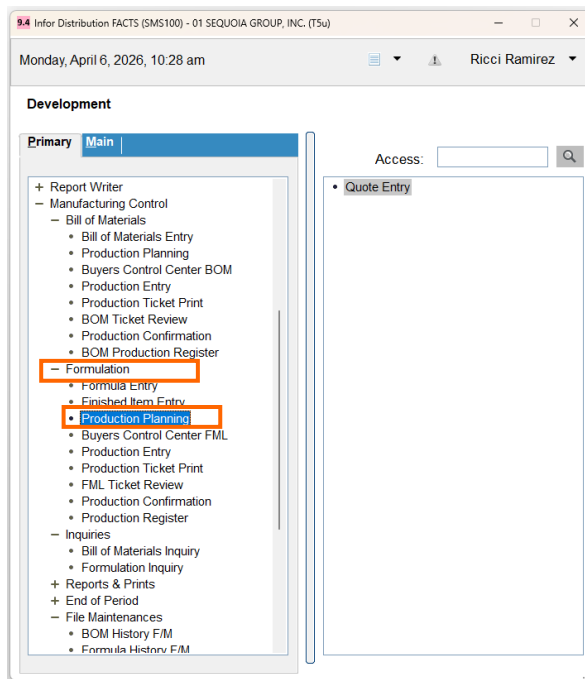 9.4 Infor Distribution FACTS (SMS100) - 01 SEQUOIA GROUP, INC. (T5u)
Monday, April 6, 2026, 10:28 am
Ricci Ramirez
Development
Primary Main
Access:
+ Report Writer
− Manufacturing Control
− Bill of Materials
• Bill of Materials Entry
• Production Planning
• Buyers Control Center BOM
• Production Entry
• Production Ticket Print
• BOM Ticket Review
• Production Confirmation
• BOM Production Register
− Formulation
• Formula Entry
• Finished Item Entry
• Production Planning
• Buyers Control Center FML
• Production Entry
• Production Ticket Print
• FML Ticket Review
• Production Confirmation
• Production Register
− Inquiries
• Bill of Materials Inquiry
• Formulation Inquiry
+ Reports & Prints
+ End of Period
− File Maintenances
• BOM History F/M
• Formula History F/M
• Quote Entry